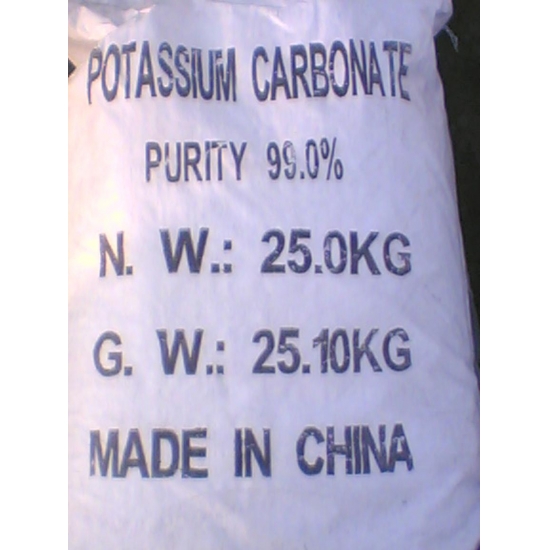 POTASSIUM CARBONATE
PURITY 99.0%
N. W.: 25.0KG
G. W.: 25.10KG
MADE IN CHINA